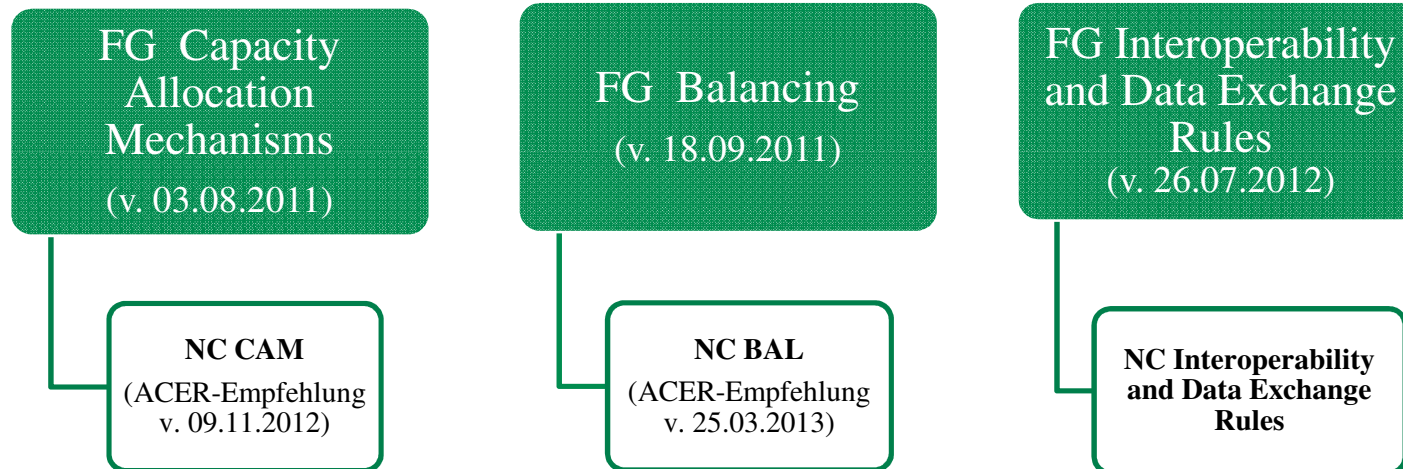 FG Capacity
Allocation
Mechanisms
(v. 03.08.2011)
NC CAM
(ACER-Empfehlung
v. 09.11.2012)
FG Balancing
(v. 18.09.2011)
NC BAL
(ACER-Empfehlung
v. 25.03.2013)
FG Interoperability
and Data Exchange
Rules
(v. 26.07.2012)
NC Interoperability
and Data Exchange
Rules